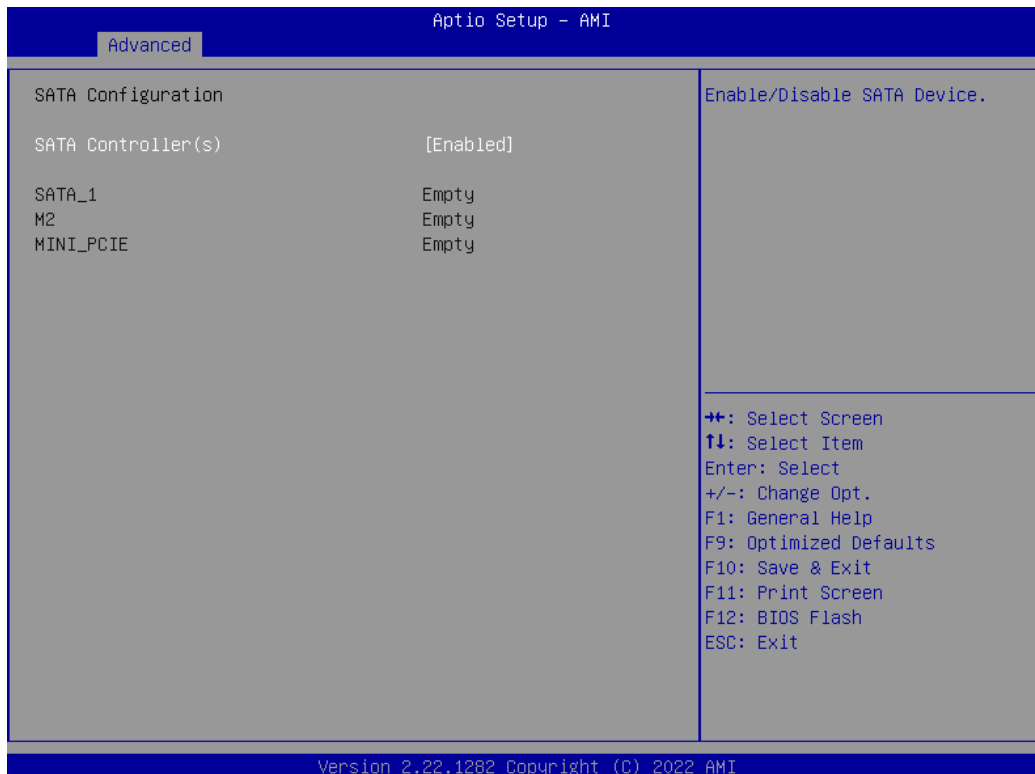 Aptio Setup - AMI
Advanced
SATA Configuration
Enable/Disable SATA Device.
SATA Controller(s) [Enabled]
SATA_1 Empty
M2 Empty
MINI_PCIE Empty
→←: Select Screen
↑↓: Select Item
Enter: Select
+/-: Change Opt.
F1: General Help
F9: Optimized Defaults
F10: Save & Exit
F11: Print Screen
F12: BIOS Flash
ESC: Exit
Version 2.22.1282 Copyright (C) 2022 AMI